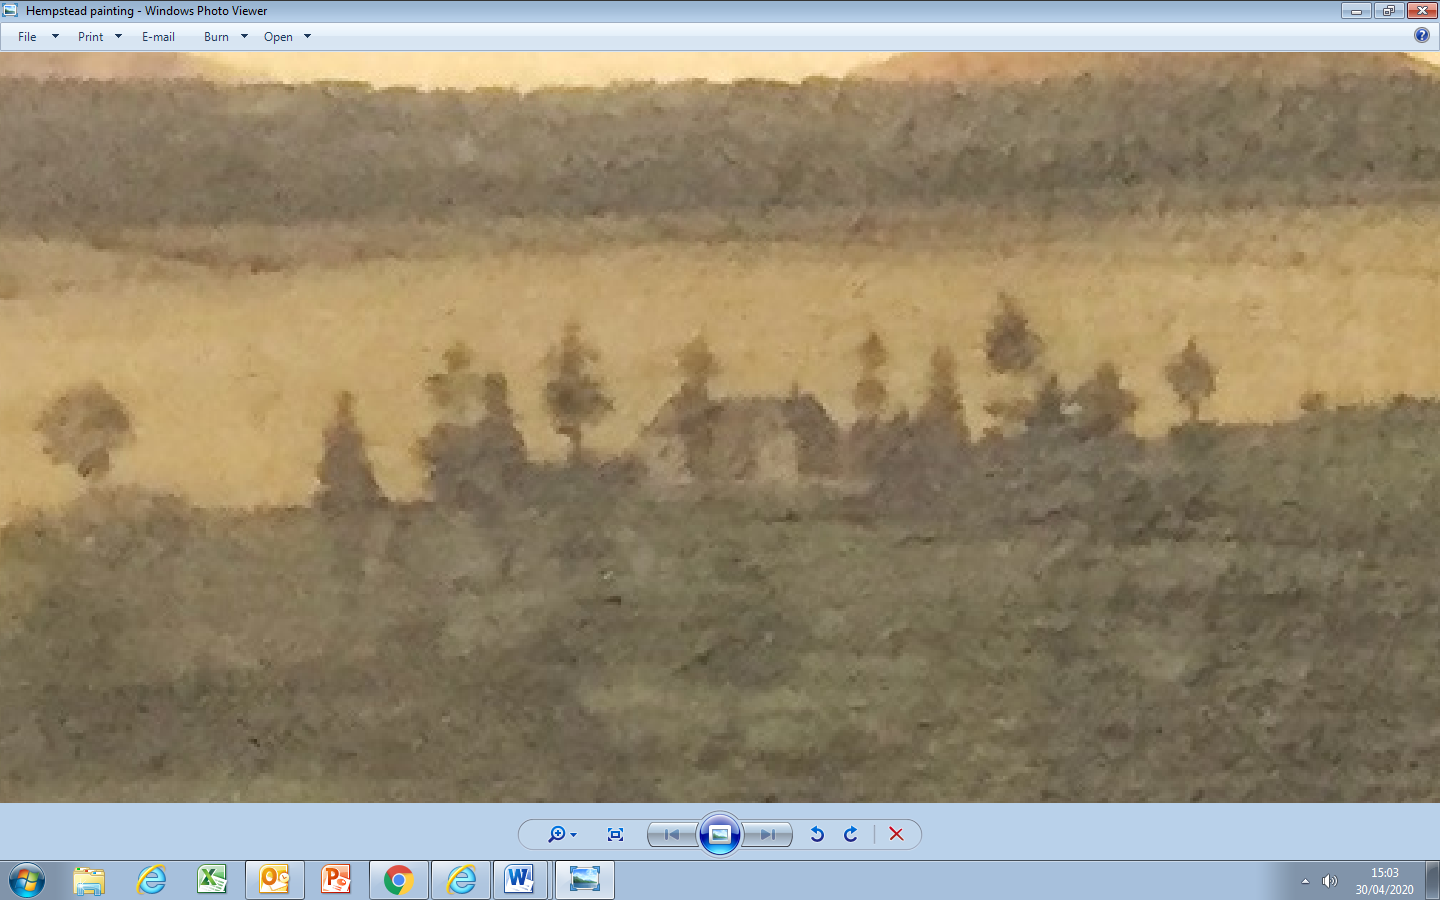 Hempstead painting - Windows Photo Viewer
File Print E-mail Burn Open
15:03
30/04/2020